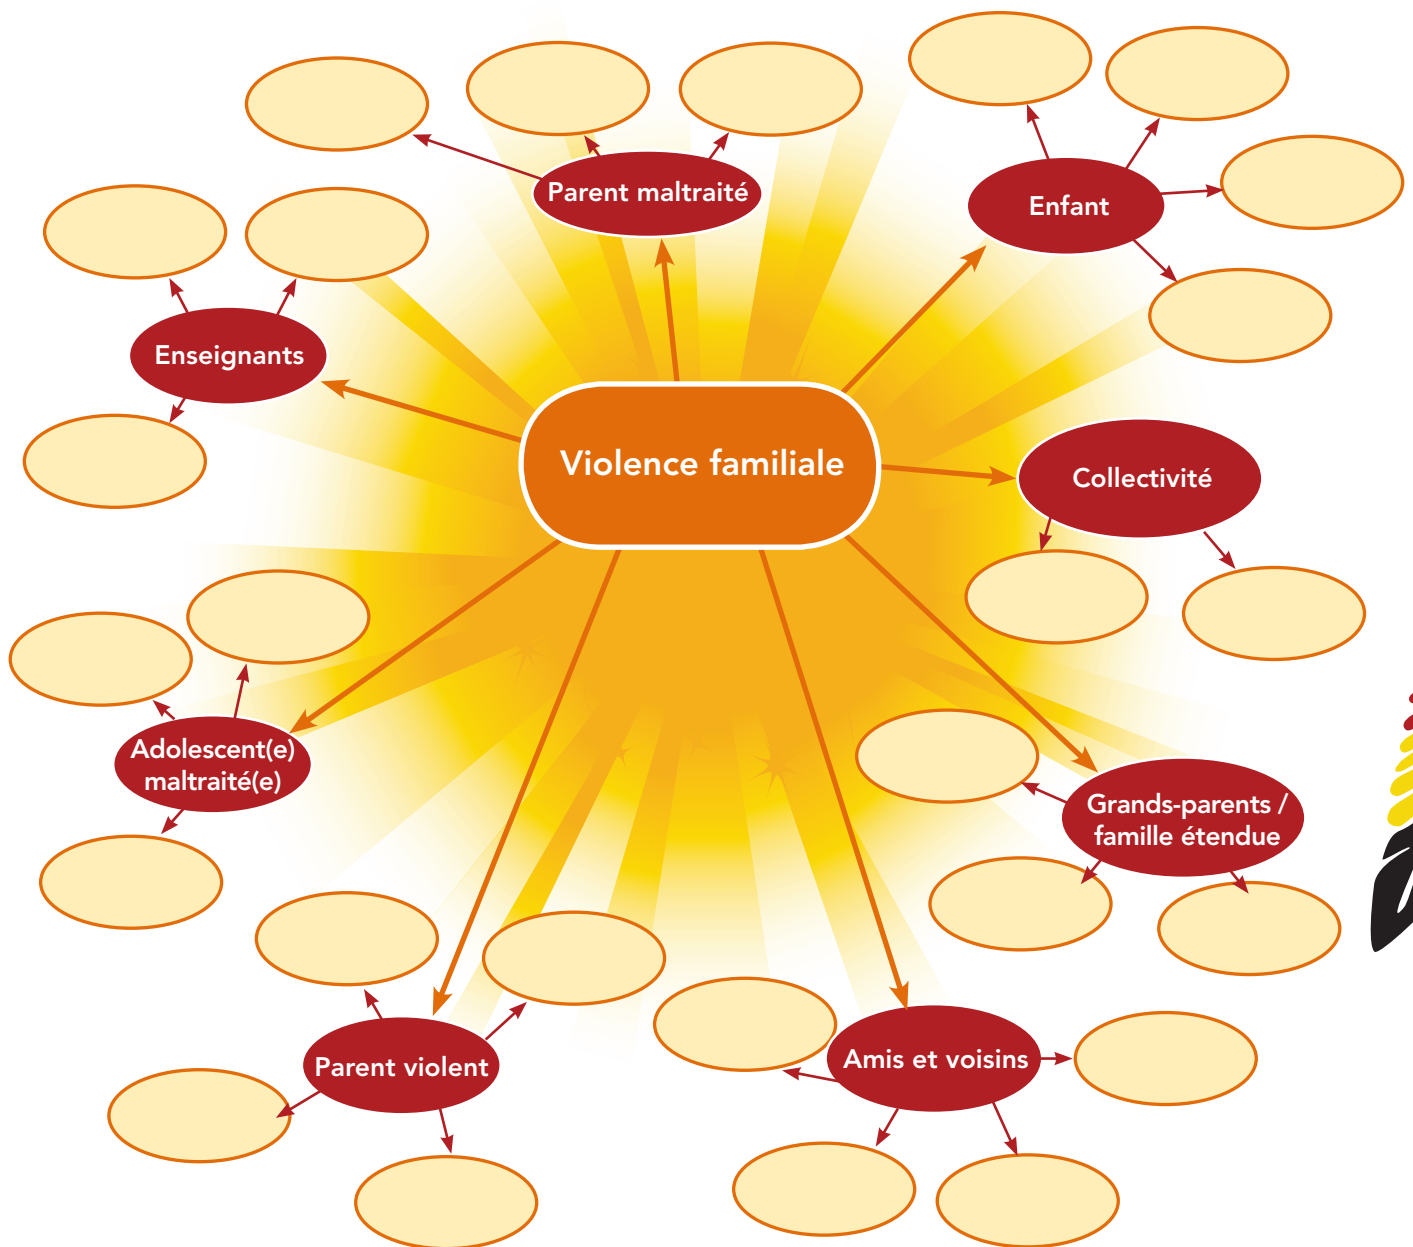 Parent maltraité
Enfant
Enseignants
Violence familiale
Collectivité
Adolescent(e)
maltraité(e)
Grands-parents /
famille étendue
Parent violent
Amis et voisins